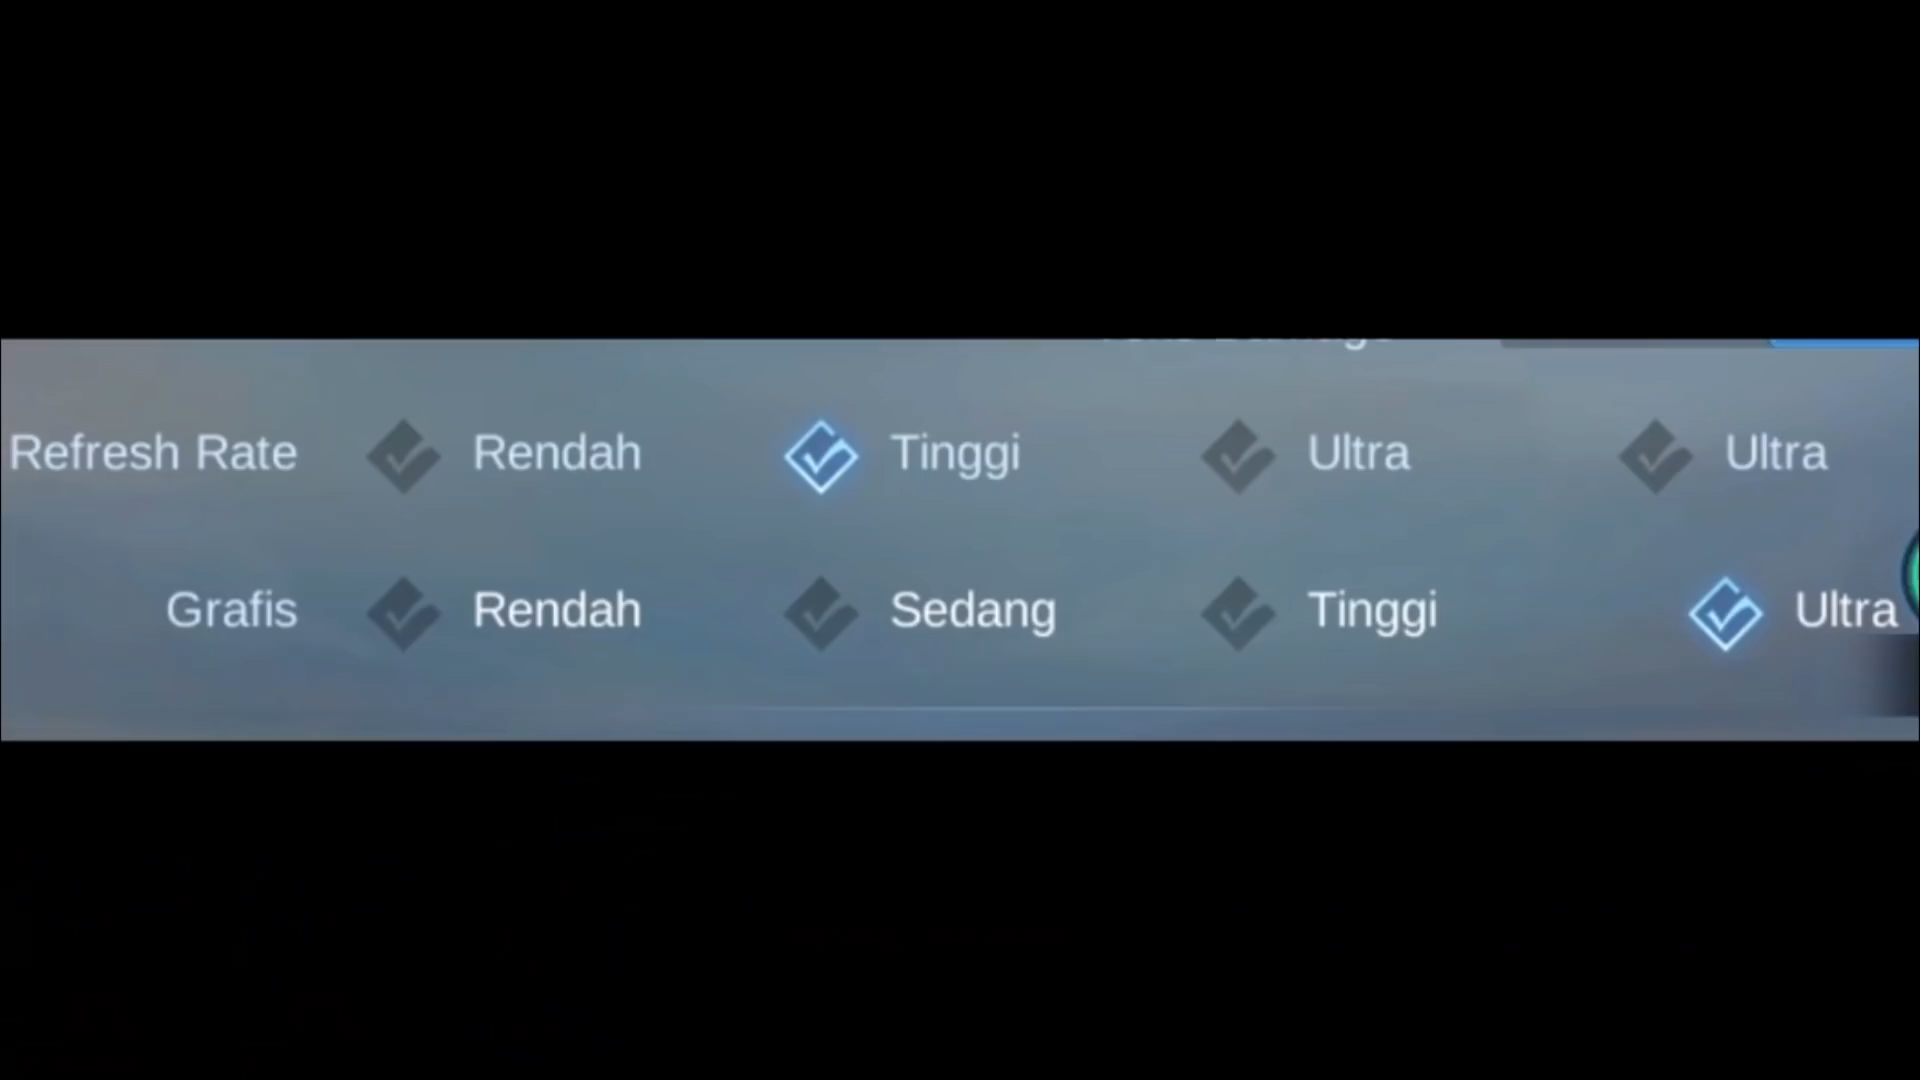 Refresh Rate Rendah Tinggi Ultra Ultra
Grafis Rendah Sedang Tinggi Ultra